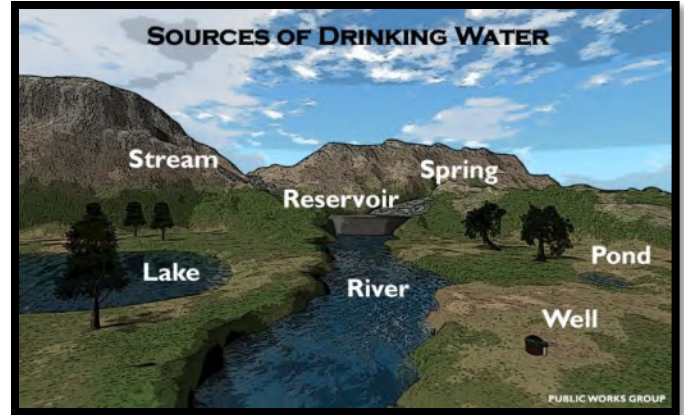 SOURCES OF DRINKING WATER
Stream
Spring
Reservoir
Pond
Lake
River
Well
PUBLIC WORKS GROUP